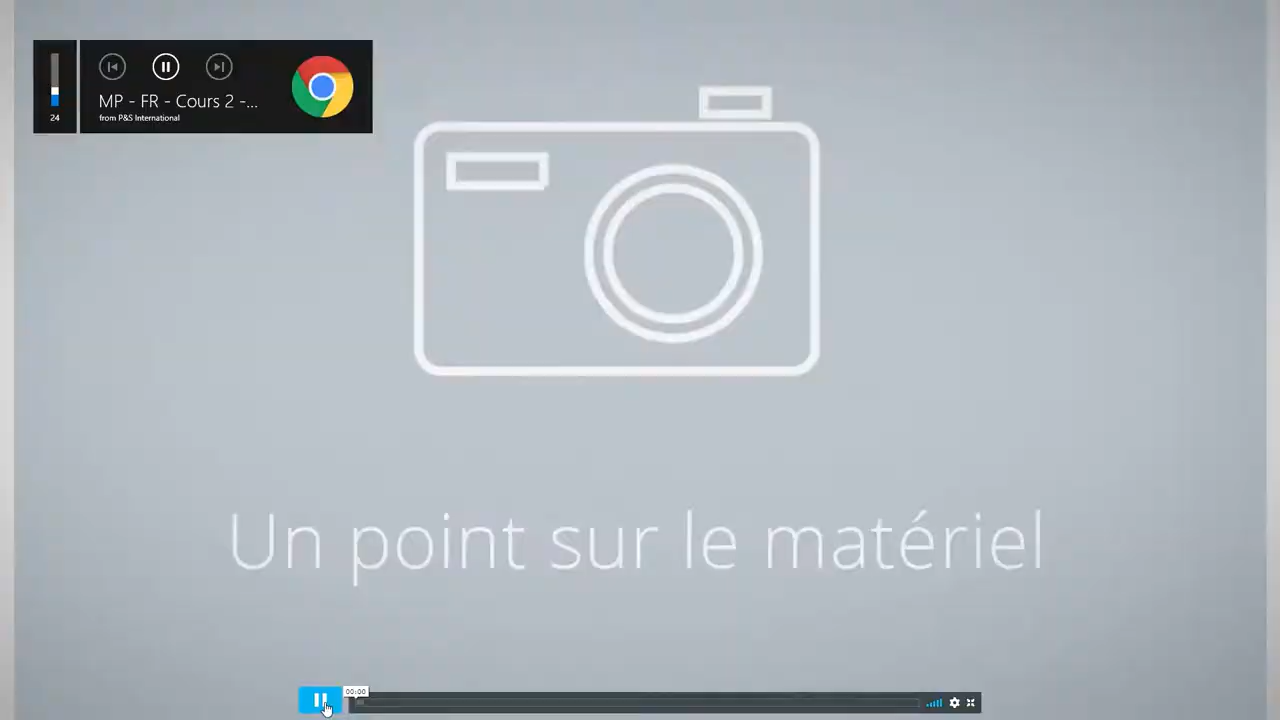 MP - FR - Cours 2 -...
from P&S International
24
Un point sur le matériel
00:00